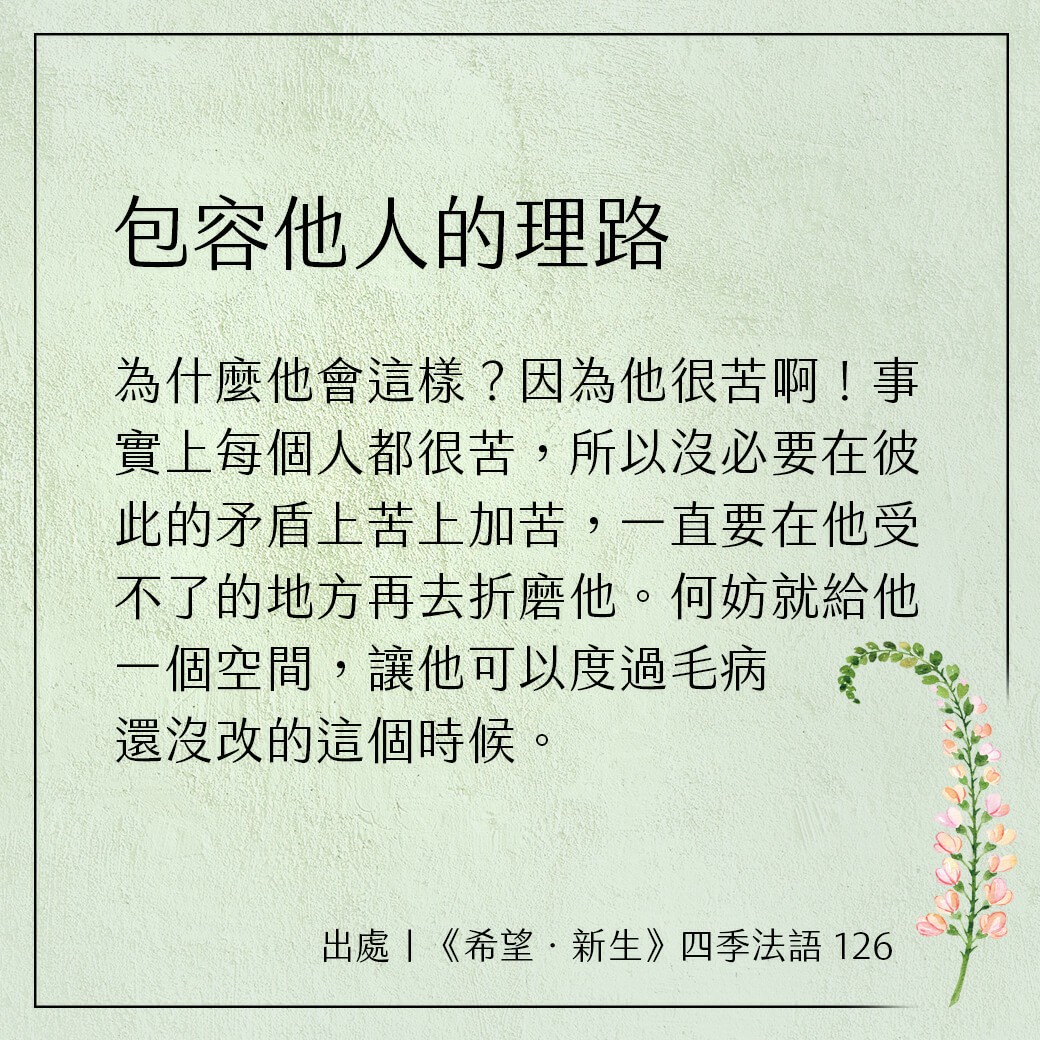 包容他人的理路
為什麼他會這樣？因為他很苦啊！事
實上每個人都很苦，所以沒必要在彼
此的矛盾上苦上加苦，一直要在他受
不了的地方再去折磨他。何妨就給他
一個空間，讓他可以度過毛病
還沒改的這個時候。
出處｜《希望．新生》四季法語 126